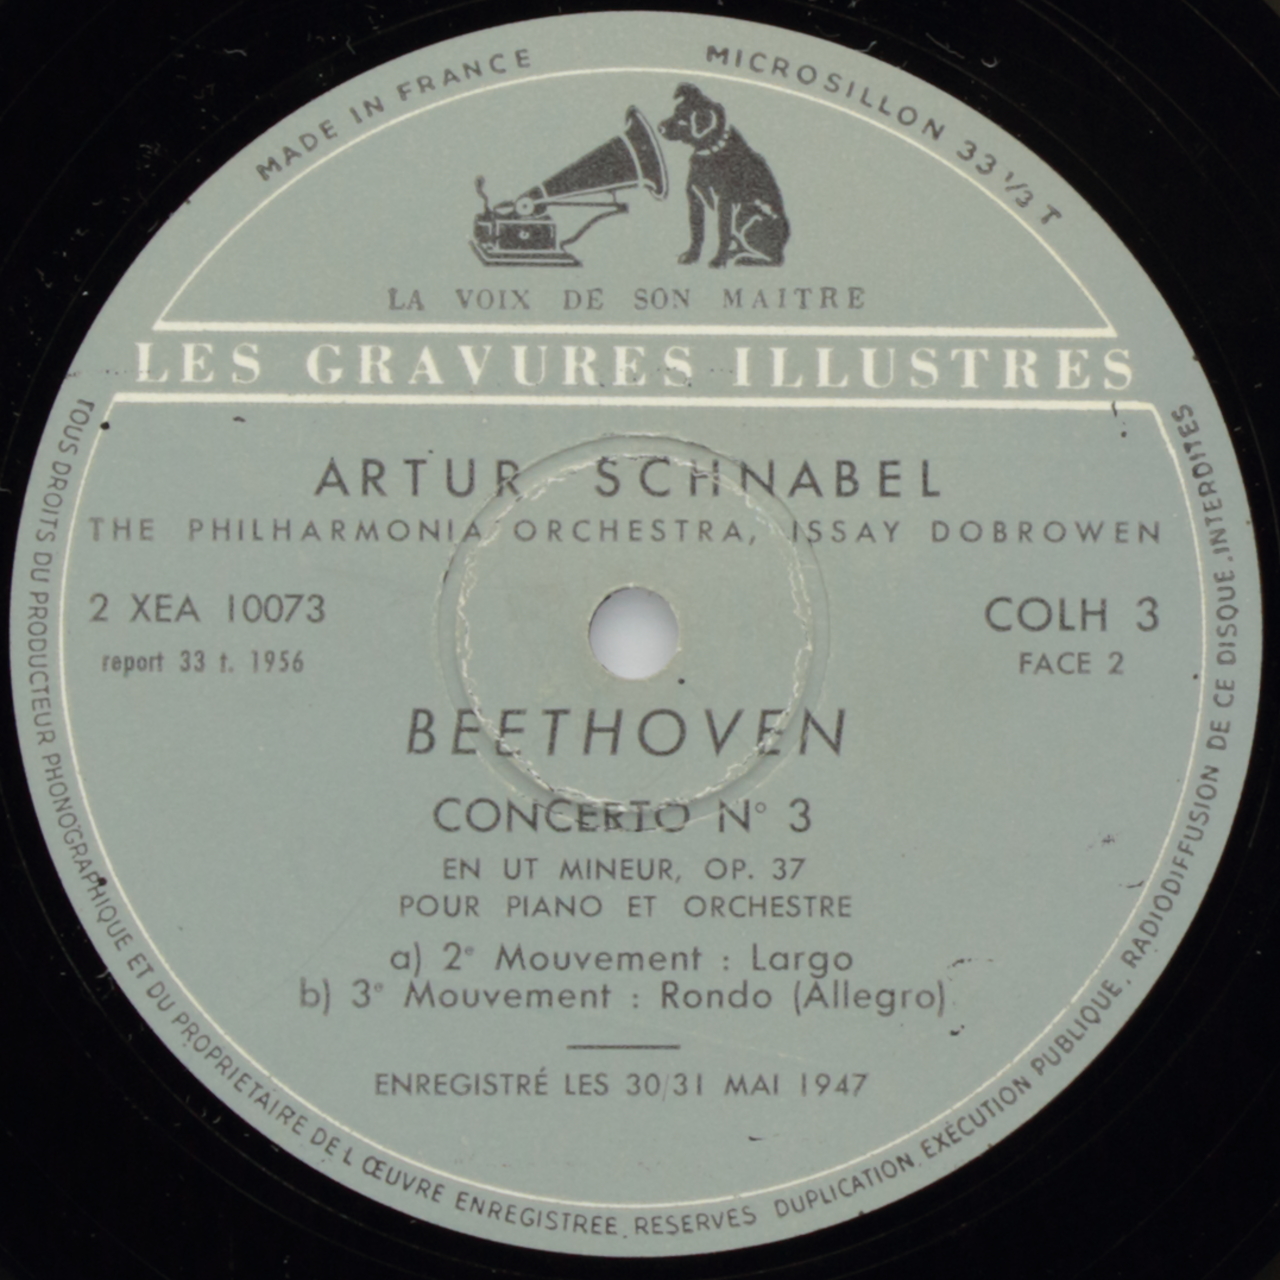 MADE IN FRANCE
MICROSILLON 33 1/3 T
LA VOIX DE SON MAITRE
LES GRAVURES ILLUSTRES
ARTUR SCHNABEL
THE PHILHARMONIA ORCHESTRA, ISSAY DOBROWEN
2 XEA 10073
COLH 3
report 33 t. 1956
FACE 2
BEETHOVEN
CONCERTO N° 3
EN UT MINEUR, OP. 37
POUR PIANO ET ORCHESTRE
a) 2e Mouvement : Largo
b) 3e Mouvement : Rondo (Allegro)
ENREGISTRÉ LES 30/31 MAI 1947
TOUS DROITS DU PRODUCTEUR PHONOGRAPHIQUE ET DU PROPRIETAIRE DE L ŒUVRE ENREGISTREE. RESERVES DUPLICATION. EXÉCUTION PUBLIQUE. RADIODIFFUSION DE CE DISQUE INTERDITES